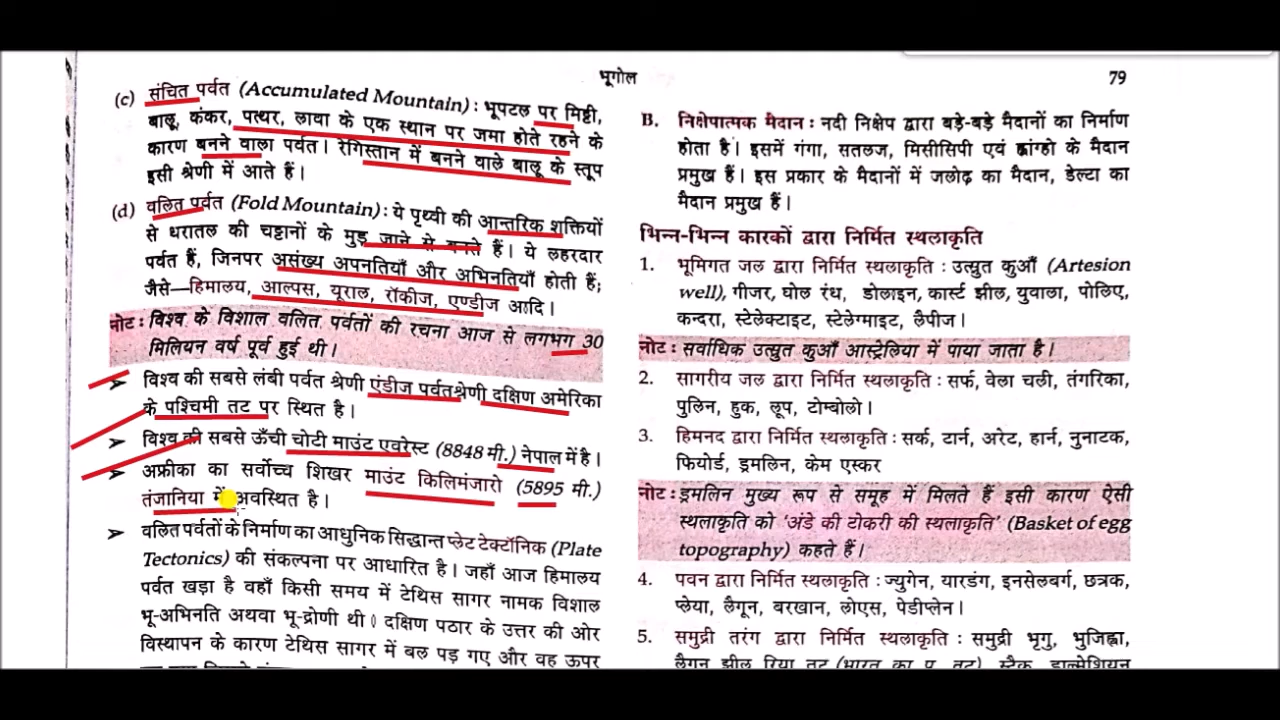 भूगोल
79
(c) संचित पर्वत (Accumulated Mountain) : भूपटल पर मिट्टी,
बालू, कंकर, पत्थर, लावा के एक स्थान पर जमा होते रहने के
कारण बनने वाला पर्वत। रेगिस्तान में बनने वाले बालू के स्तूप
इसी श्रेणी में आते हैं।
(d) वलित पर्वत (Fold Mountain) : ये पृथ्वी की आन्तरिक शक्तियों
से धरातल की चट्टानों के मुड़ जाने से बनते हैं। ये लहरदार
पर्वत हैं, जिनपर असंख्य अपनतियाँ और अभिनतियाँ होती हैं;
जैसे—हिमालय, आल्पस, यूराल, रॉकीज, एण्डीज आदि।
नोट : विश्व के विशाल वलित पर्वतों की रचना आज से लगभग 30
मिलियन वर्ष पूर्व हुई थी।
➤ विश्व की सबसे लंबी पर्वत श्रेणी एंडीज पर्वतश्रेणी दक्षिण अमेरिका
के पश्चिमी तट पर स्थित है।
➤ विश्व की सबसे ऊँची चोटी माउंट एवरेस्ट (8848 मी.) नेपाल में है।
➤ अफ्रीका का सर्वोच्च शिखर माउंट किलिमंजारो (5895 मी.)
तंजानिया में अवस्थित है।
➤ वलित पर्वतों के निर्माण का आधुनिक सिद्धान्त प्लेट टेक्टॉनिक (Plate
Tectonics) की संकल्पना पर आधारित है। जहाँ आज हिमालय
पर्वत खड़ा है वहाँ किसी समय में टेथिस सागर नामक विशाल
भू-अभिनति अथवा भू-द्रोणी थी। दक्षिण पठार के उत्तर की ओर
विस्थापन के कारण टेथिस सागर में बल पड़ गए और वह ऊपर
B. निक्षेपात्मक मैदान : नदी निक्षेप द्वारा बड़े-बड़े मैदानों का निर्माण
होता है। इसमें गंगा, सतलज, मिसीसिपी एवं ह्वांगहो के मैदान
प्रमुख हैं। इस प्रकार के मैदानों में जलोढ़ का मैदान, डेल्टा का
मैदान प्रमुख हैं।
भिन्न-भिन्न कारकों द्वारा निर्मित स्थलाकृति
1. भूमिगत जल द्वारा निर्मित स्थलाकृति : उत्स्रुत कुआँ (Artesion
well), गीजर, घोल रंध्र, डोलाइन, कार्स्ट झील, युवाला, पोलिए,
कन्दरा, स्टेलेक्टाइट, स्टेलेग्माइट, लैपीज।
नोट : सर्वाधिक उत्स्रुत कुआँ आस्ट्रेलिया में पाया जाता है।
2. सागरीय जल द्वारा निर्मित स्थलाकृति : सर्फ, वेला चली, तंगरिका,
पुलिन, हुक, लूप, टोम्बोलो।
3. हिमनद द्वारा निर्मित स्थलाकृति : सर्क, टार्न, अरेट, हार्न, नुनाटक,
फियोर्ड, ड्रमलिन, केम एस्कर
नोट : ड्रमलिन मुख्य रूप से समूह में मिलते हैं इसी कारण ऐसी
स्थलाकृति को 'अंडे की टोकरी की स्थलाकृति' (Basket of egg
topography) कहते हैं।
4. पवन द्वारा निर्मित स्थलाकृति : ज्युगेन, यारडंग, इनसेलबर्ग, छत्रक,
प्लेया, लैगून, बरखान, लोएस, पेडीप्लेन।
5. समुद्री तरंग द्वारा निर्मित स्थलाकृति : समुद्री भृगु, भुजिह्वा,
लैगून झील रिया तट (भारत का प. तट) स्टैक,